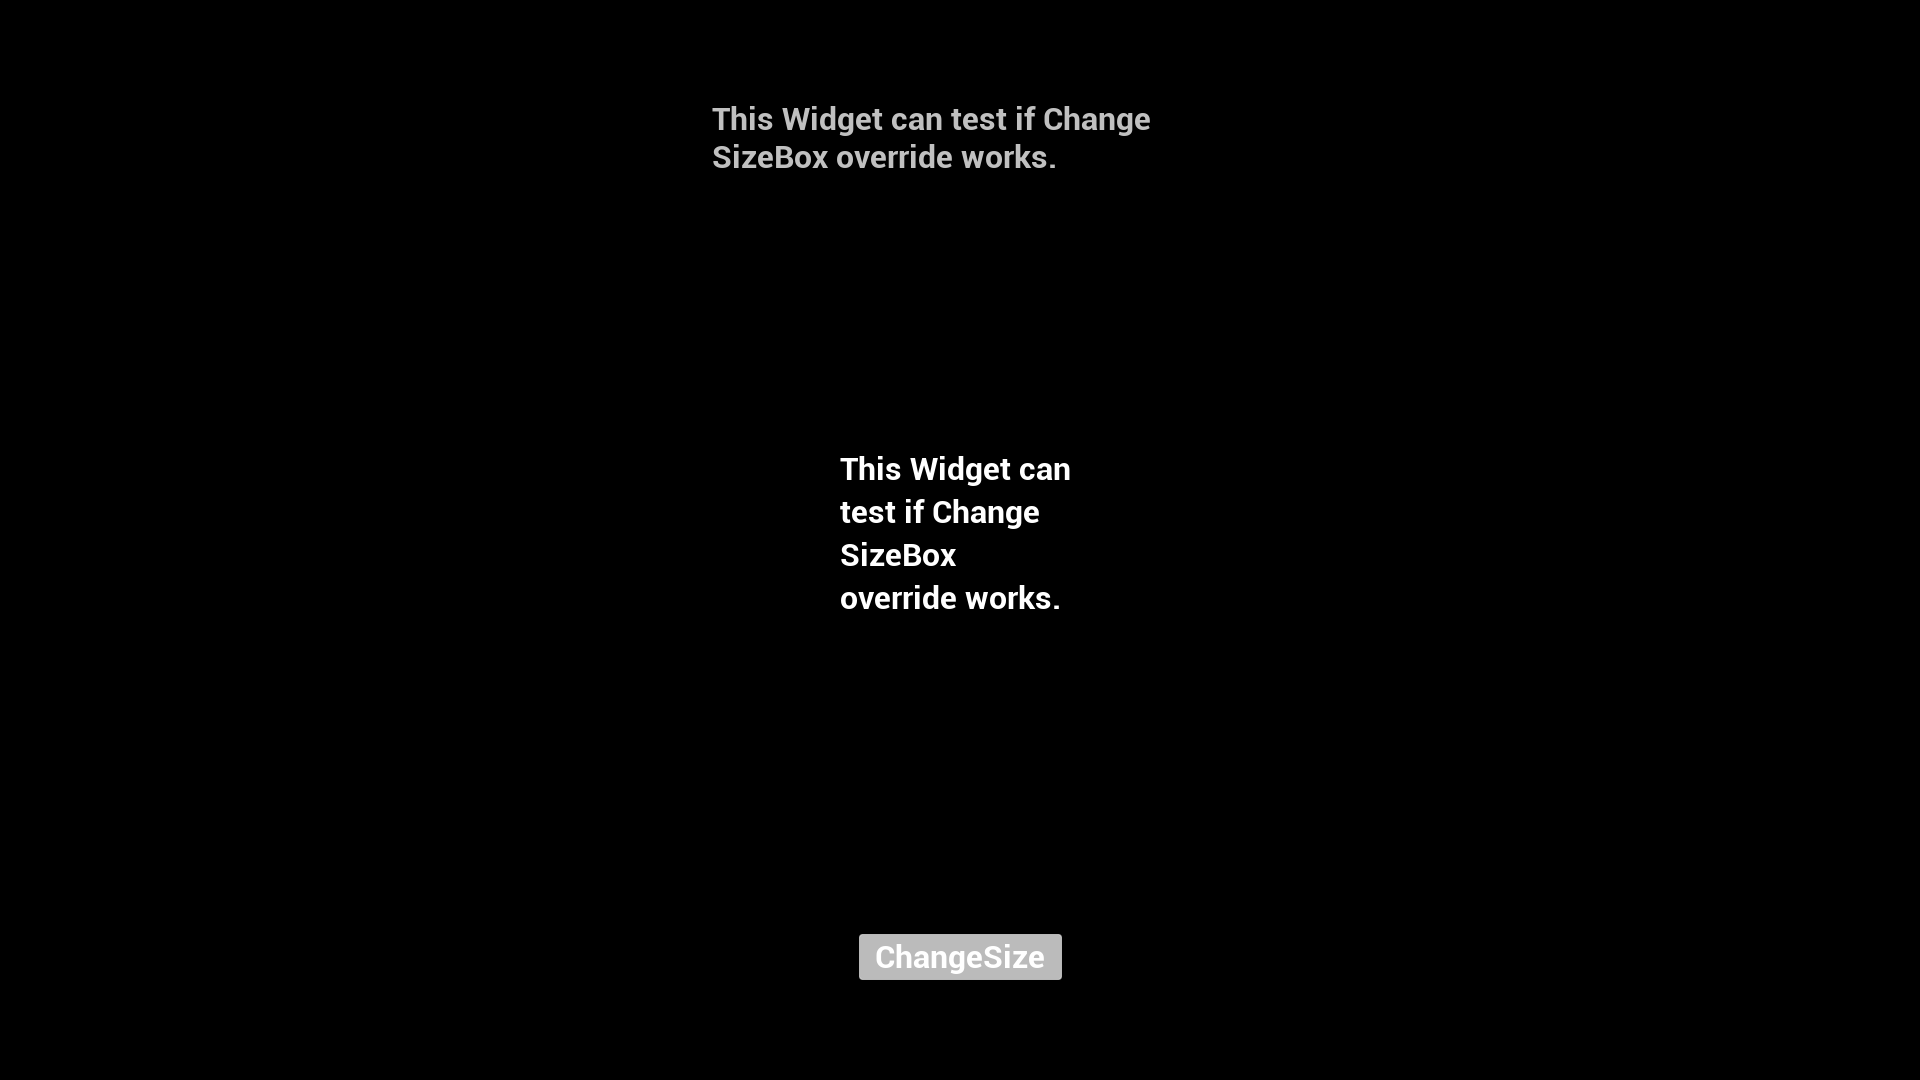 This Widget can test if Change
SizeBox override works.
This Widget can
test if Change
SizeBox
override works.
ChangeSize